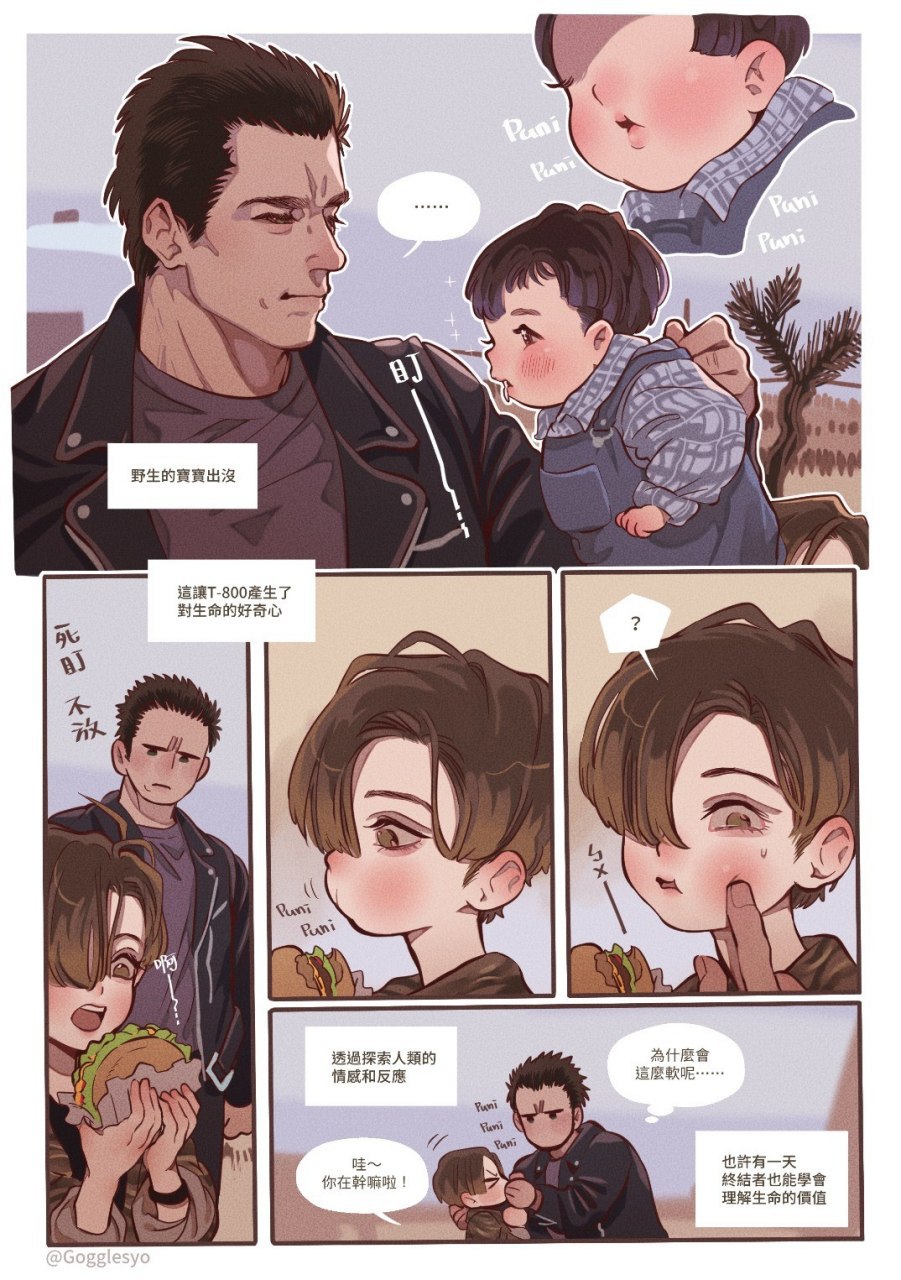 Puni
Puni
Puni
Puni
……
盯
野生的寶寶出沒
這讓T-800產生了
對生命的好奇心
死
盯
不
放
啊
Puni
Puni
?
ㄅ
ㄨ
透過探索人類的
情感和反應
為什麼會
這麼軟呢……
Puni
Puni
Puni
哇～
你在幹嘛啦！
也許有一天
終結者也能學會
理解生命的價值
@Gogglesyo